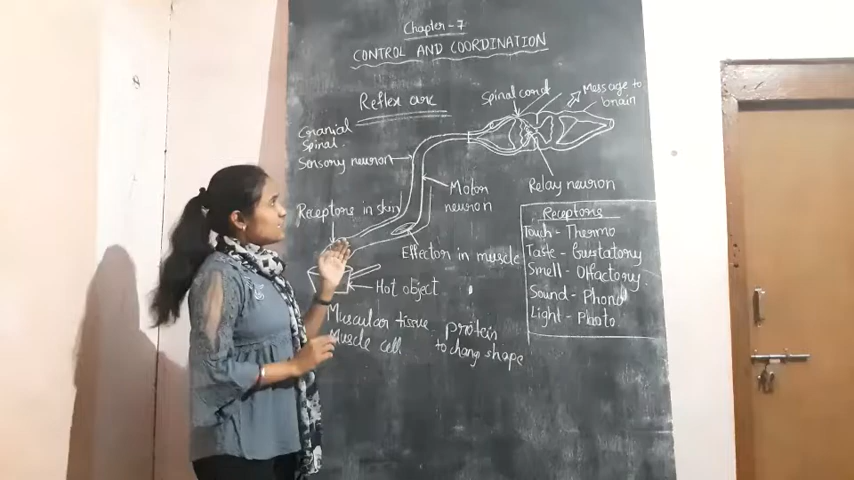 Chapter-7
CONTROL AND COORDINATION
Reflex arc
Spinal cord
Message to
brain
Cranial
Spinal
Sensory neuron
Motor
neuron
Relay neuron
Receptors in skin
Effector in muscle
Hot object
Receptors
Touch - Thermo
Taste - Gustatory
Smell - Olfactory
Sound - Phono
Light - Photo
Muscular tissue protein
Muscle cell to chang shape